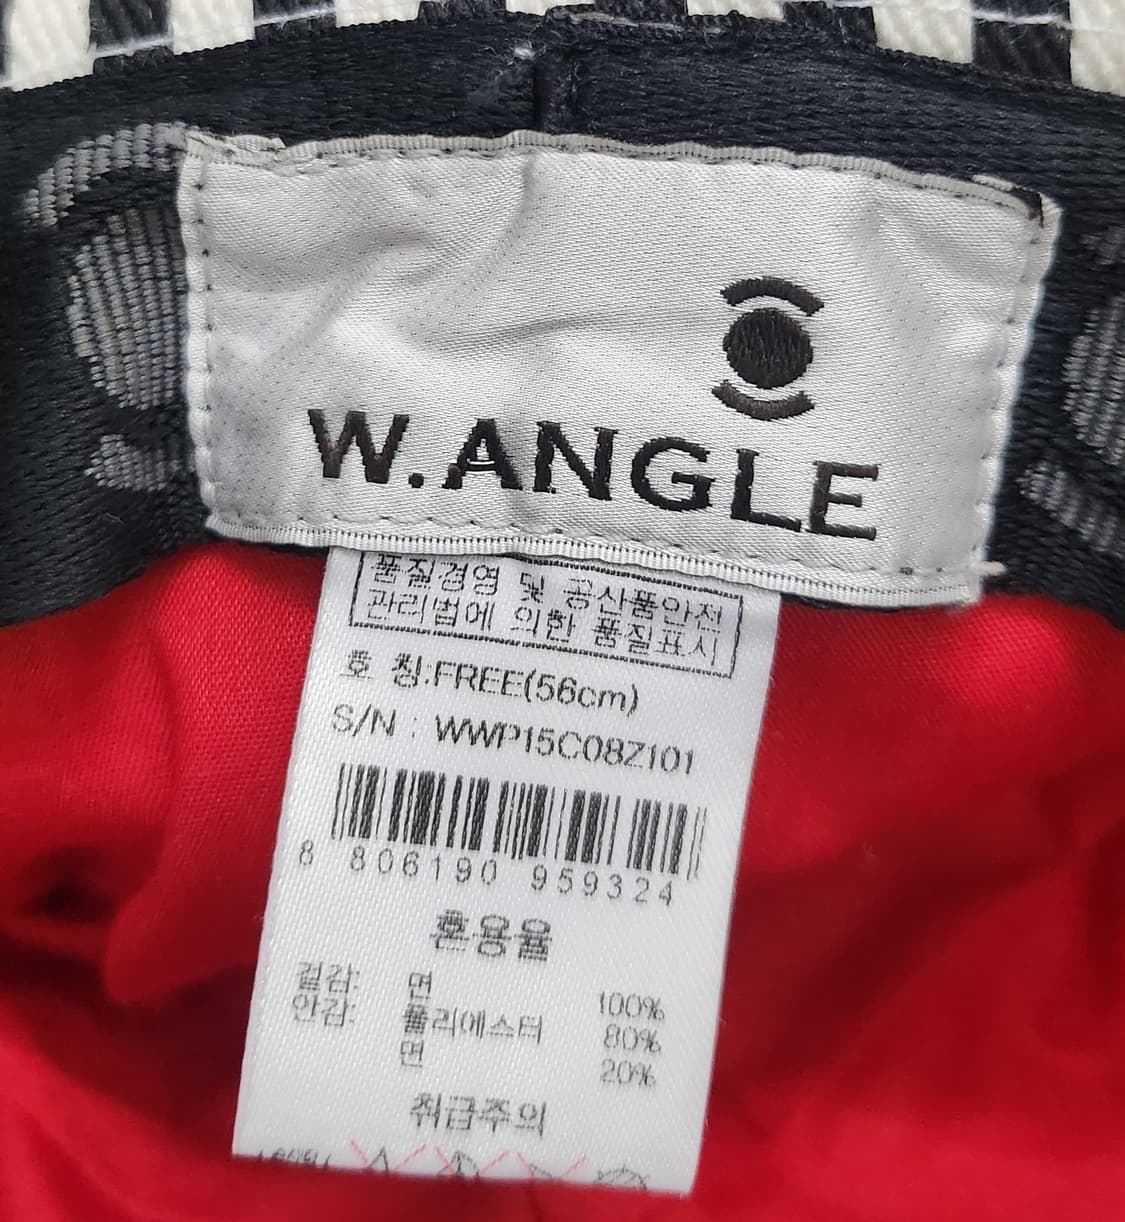 W.ANGLE
품질경영 및 공산품안전
관리법에 의한 품질표시
호 칭:FREE(56cm)
S/N : WWP15C08Z101
8 806190 959324
혼용율
겉감: 면 100%
안감: 폴리에스터 80%
면 20%
취급주의